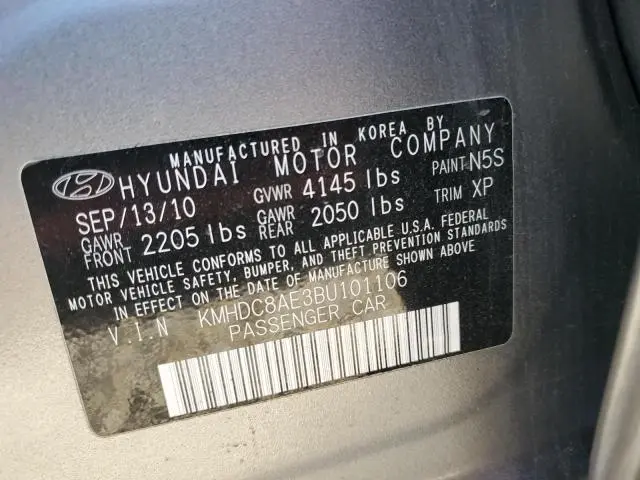 MANUFACTURED IN KOREA BY
HYUNDAI MOTOR COMPANY
SEP/13/10 GVWR 4145 lbs PAINT N5S
GAWR FRONT 2205 lbs GAWR REAR 2050 lbs TRIM XP
THIS VEHICLE CONFORMS TO ALL APPLICABLE U.S.A. FEDERAL
MOTOR VEHICLE SAFETY, BUMPER, AND THEFT PREVENTION STANDARDS
IN EFFECT ON THE DATE OF MANUFACTURE SHOWN ABOVE
V.I.N KMHDC8AE3BU101106
PASSENGER CAR